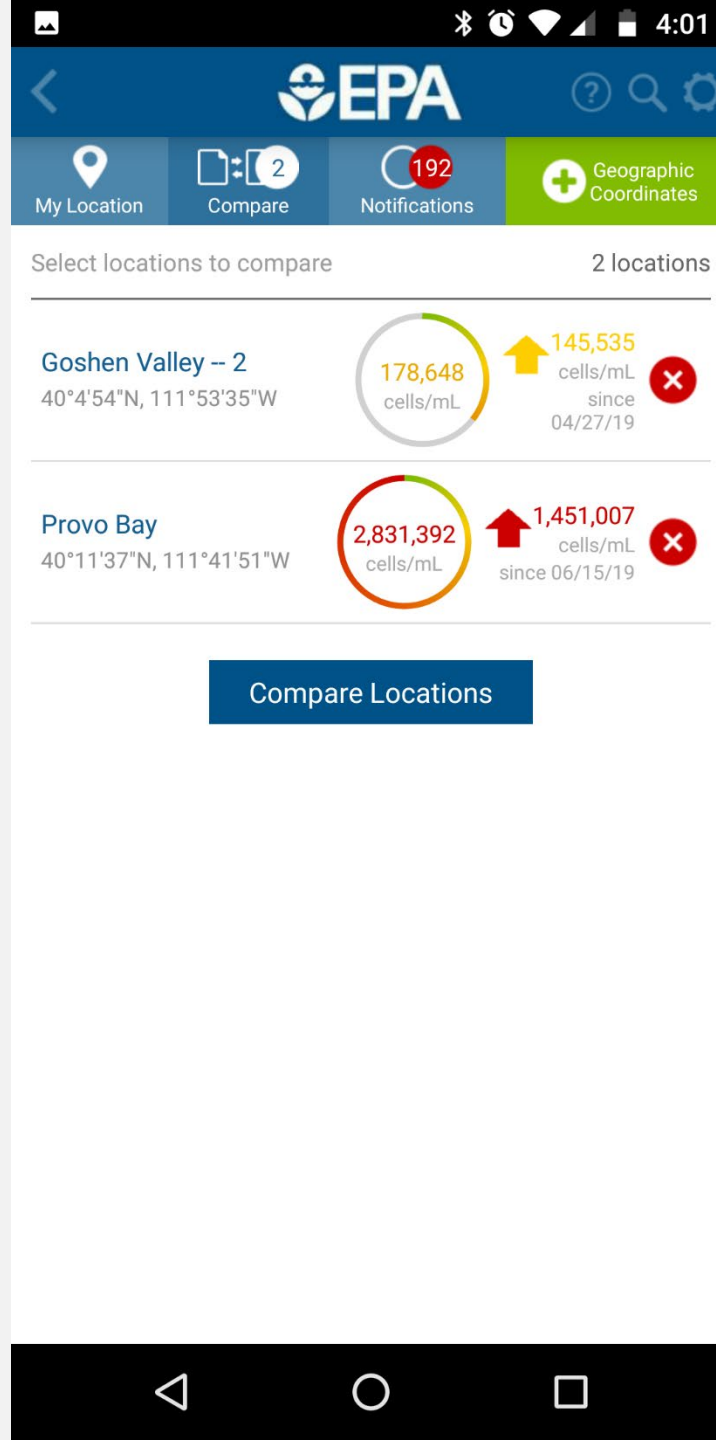 4:01
EPA
My Location
2
Compare
192
Notifications
Geographic
Coordinates
Select locations to compare
2 locations
Goshen Valley -- 2
40°4'54"N, 111°53'35"W
178,648
cells/mL
145,535
cells/mL
since
04/27/19
Provo Bay
40°11'37"N, 111°41'51"W
2,831,392
cells/mL
1,451,007
cells/mL
since 06/15/19
Compare Locations